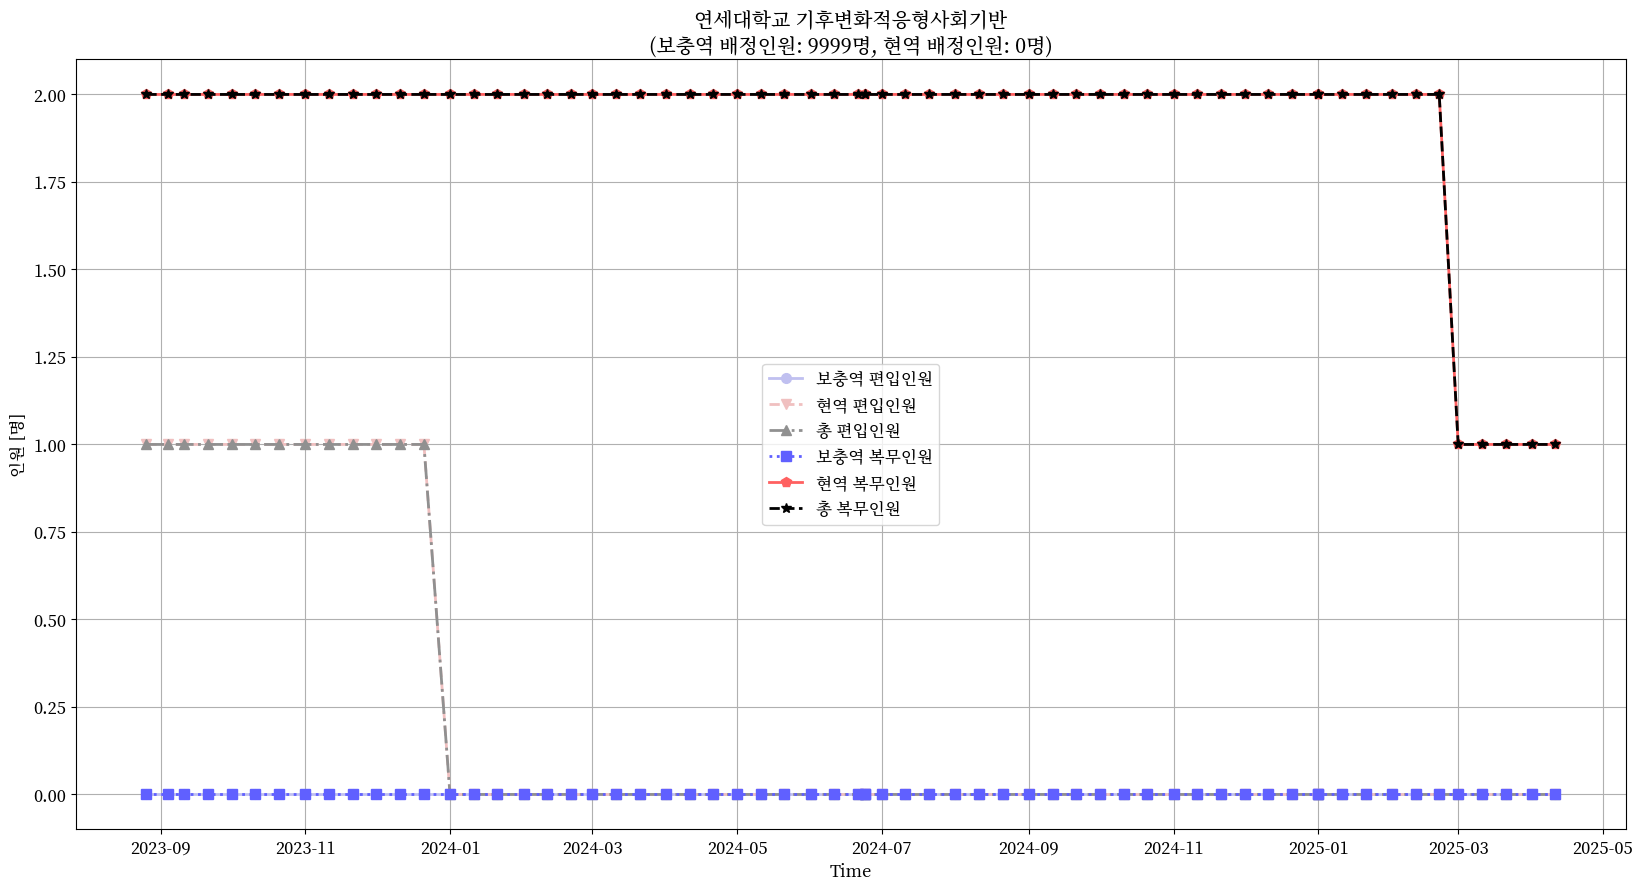 연세대학교 기후변화적응형사회기반
(보충역 배정인원: 9999명, 현역 배정인원: 0명)
2.00
1.75
1.50
1.25
1.00
0.75
0.50
0.25
0.00
인원 [명]
보충역 편입인원
현역 편입인원
총 편입인원
보충역 복무인원
현역 복무인원
총 복무인원
2023-09 2023-11 2024-01 2024-03 2024-05 2024-07 2024-09 2024-11 2025-01 2025-03 2025-05
Time